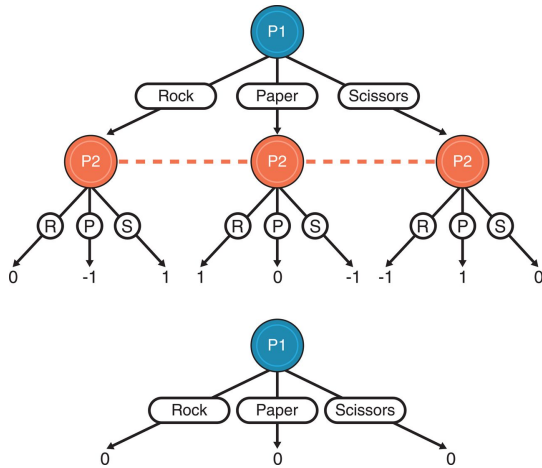 P1
Rock Paper Scissors
P2 P2 P2
R P S R P S R P S
0 -1 1 1 0 -1 -1 1 0
P1
Rock Paper Scissors
0 0 0